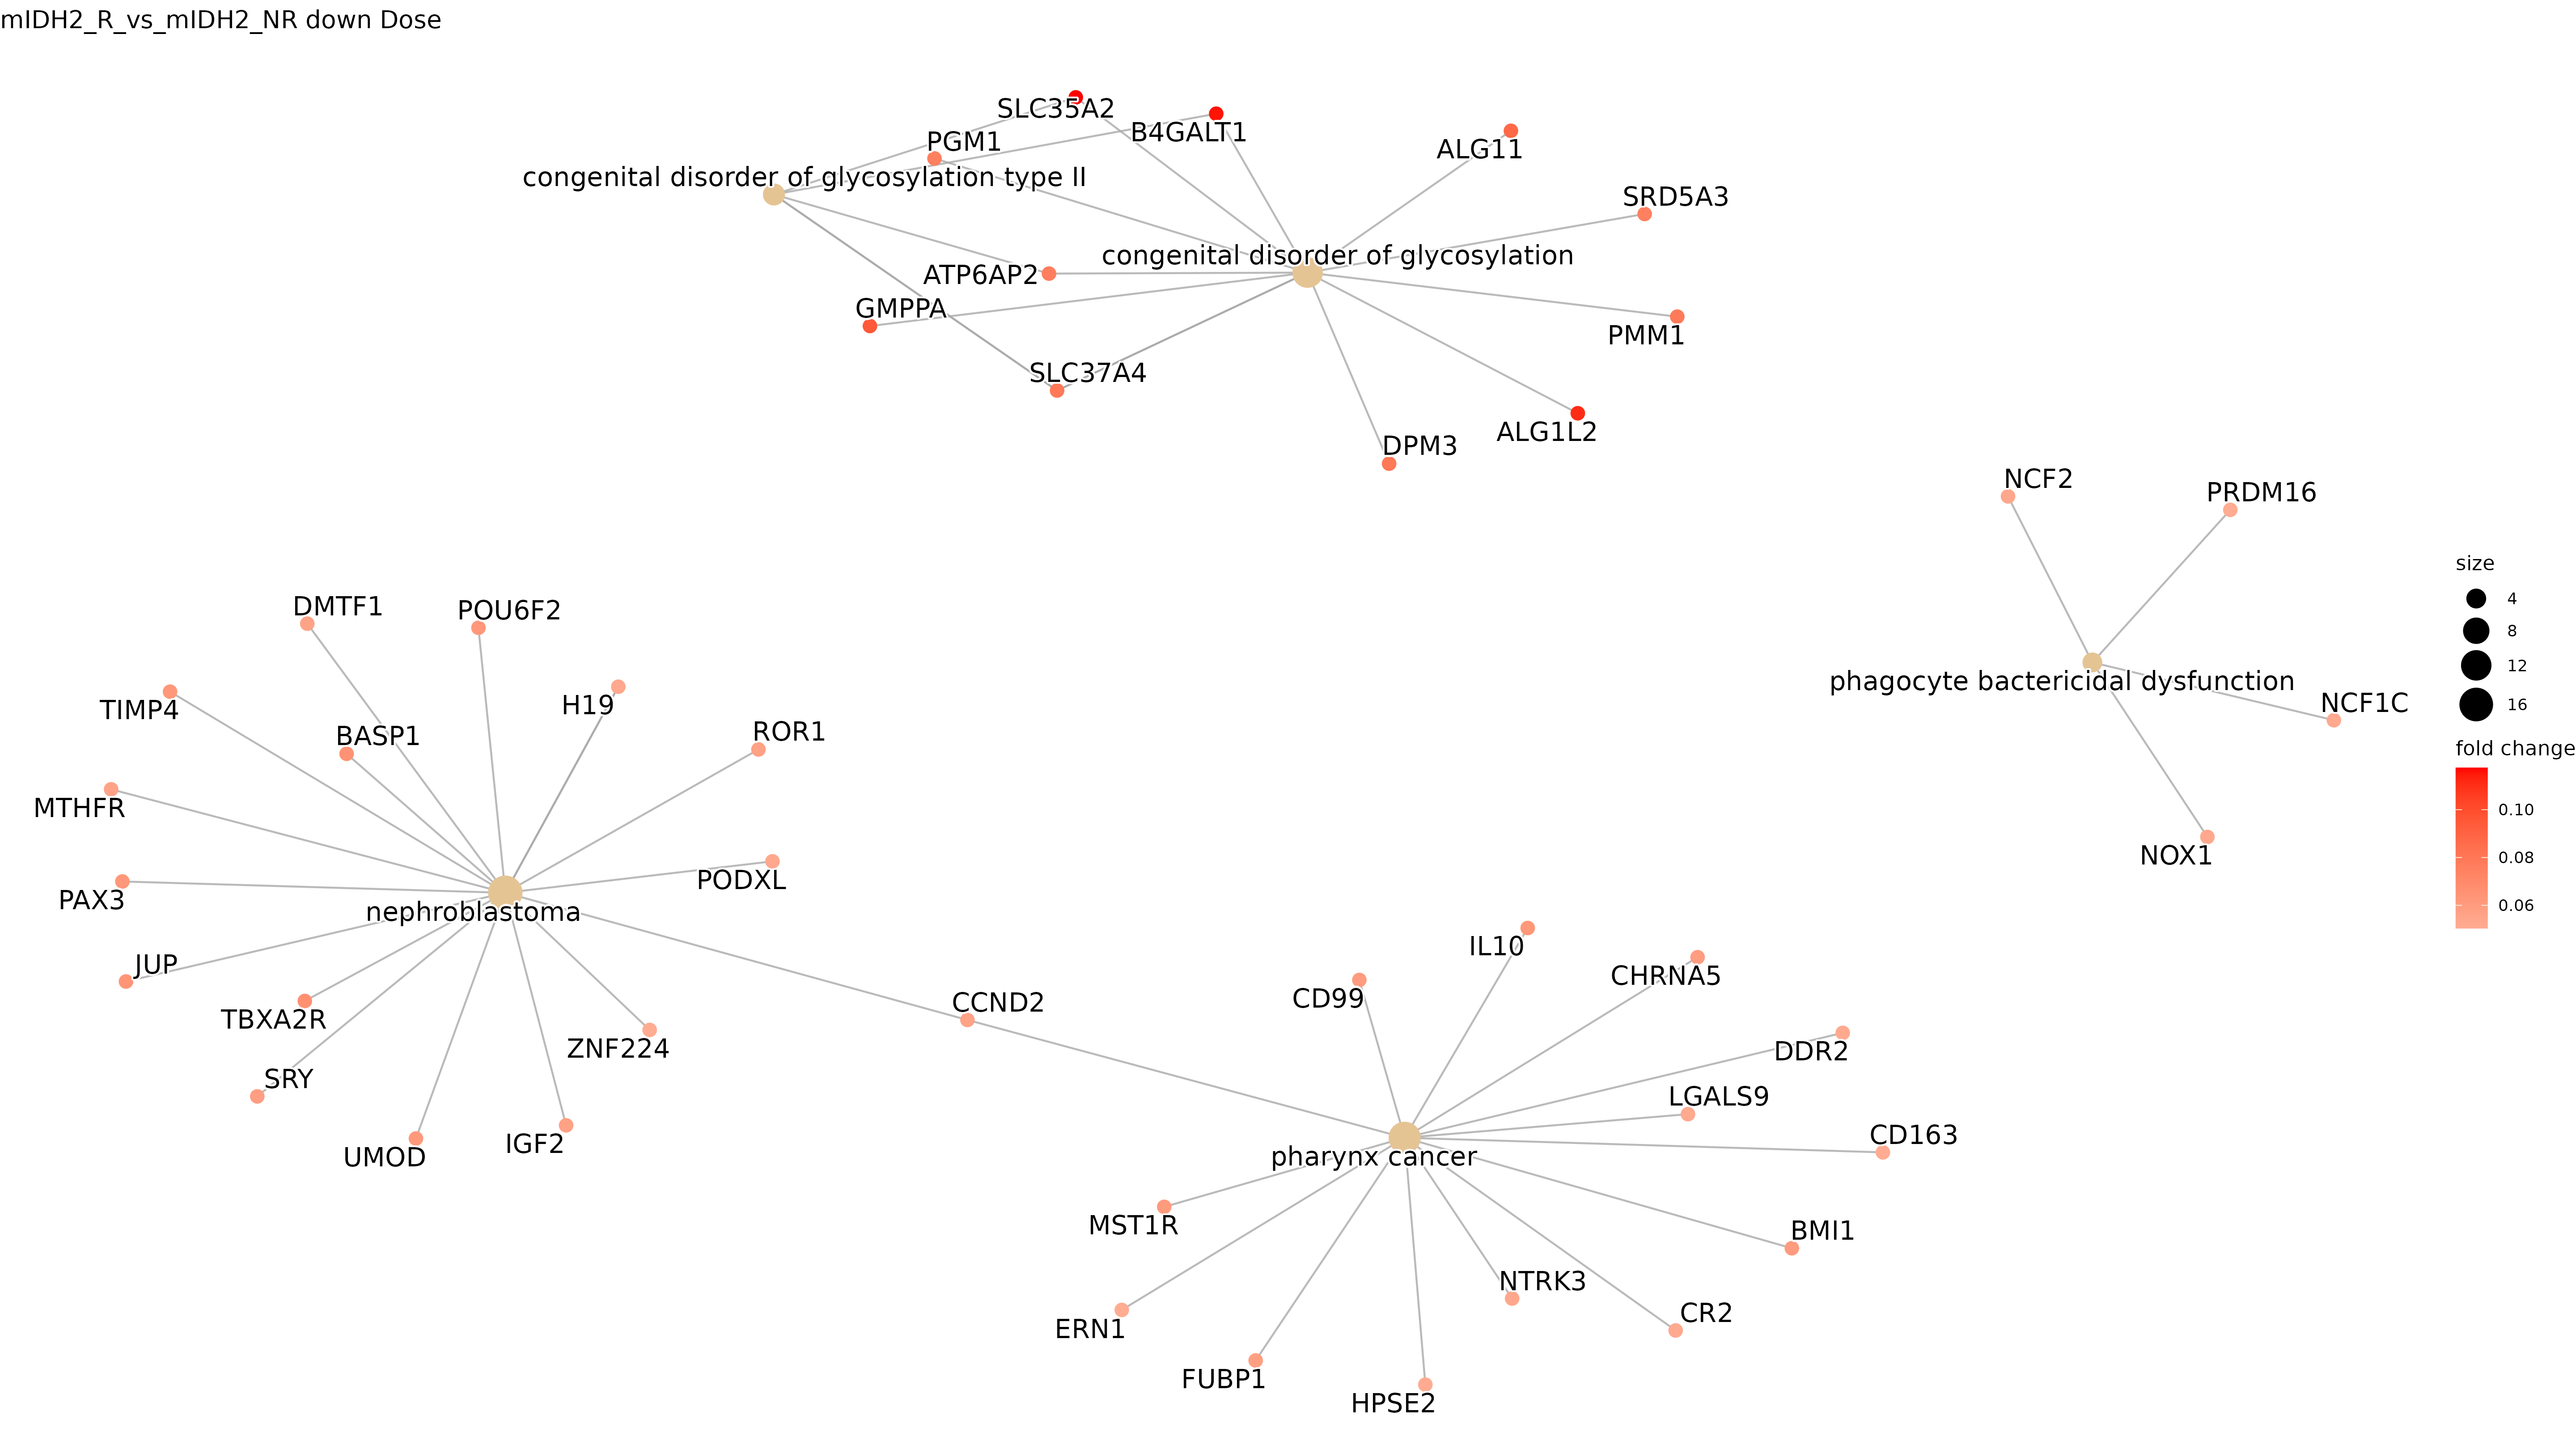 mIDH2_R_vs_mIDH2_NR down Dose
SLC35A2
B4GALT1
PGM1
ALG11
congenital disorder of glycosylation type II
SRD5A3
congenital disorder of glycosylation
ATP6AP2
GMPPA
PMM1
SLC37A4
ALG1L2
DPM3
NCF2
PRDM16
phagocyte bactericidal dysfunction
NCF1C
NOX1
DMTF1
POU6F2
H19
TIMP4
BASP1
ROR1
MTHFR
PODXL
PAX3
nephroblastoma
JUP
TBXA2R
ZNF224
SRY
UMOD
IGF2
CCND2
IL10
CHRNA5
CD99
DDR2
LGALS9
CD163
pharynx cancer
MST1R
BMI1
NTRK3
CR2
ERN1
FUBP1
HPSE2
size
4
8
12
16
fold change
0.10
0.08
0.06